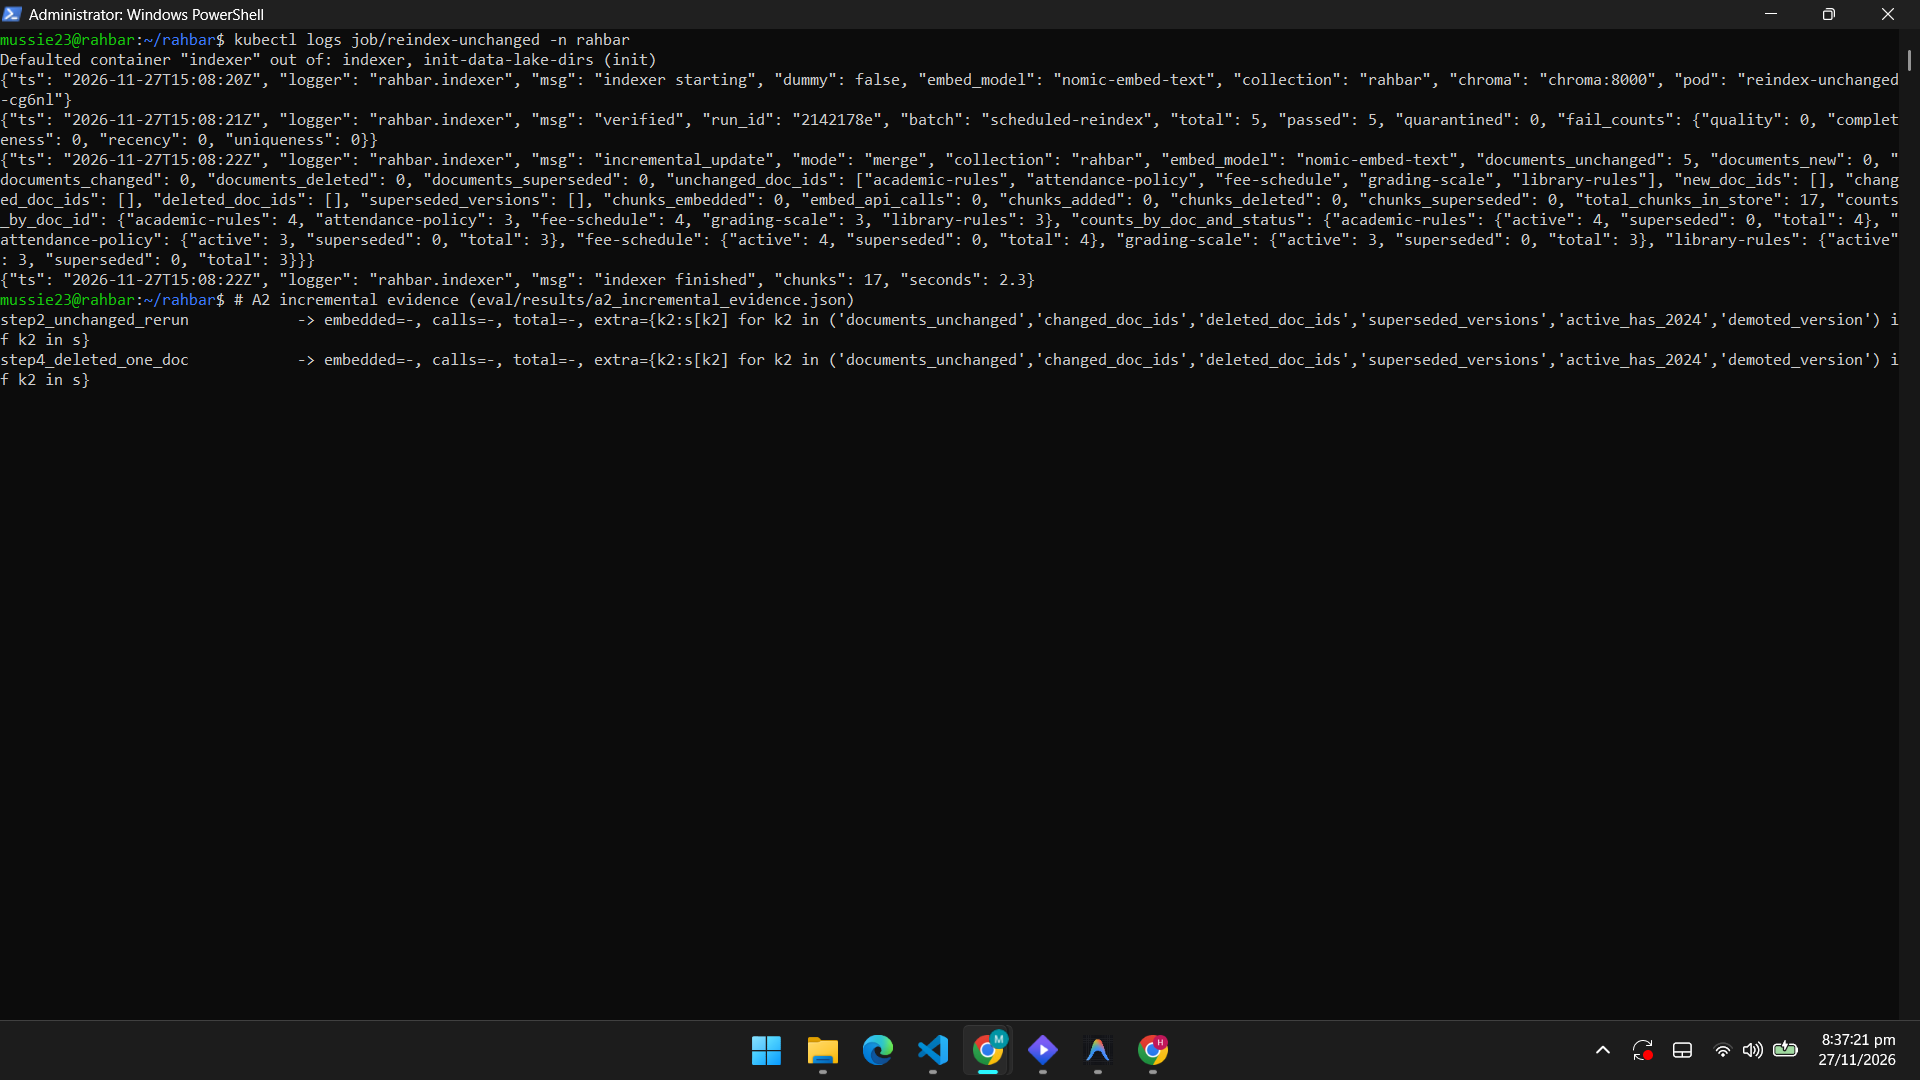 Administrator: Windows PowerShell
mussie23@rahbar:~/rahbar$ kubectl logs job/reindex-unchanged -n rahbar
Defaulted container "indexer" out of: indexer, init-data-lake-dirs (init)
{"ts": "2026-11-27T15:08:20Z", "logger": "rahbar.indexer", "msg": "indexer starting", "dummy": false, "embed_model": "nomic-embed-text", "collection": "rahbar", "chroma": "chroma:8000", "pod": "reindex-unchanged
-cg6nl"}
{"ts": "2026-11-27T15:08:21Z", "logger": "rahbar.indexer", "msg": "verified", "run_id": "2142178e", "batch": "scheduled-reindex", "total": 5, "passed": 5, "quarantined": 0, "fail_counts": {"quality": 0, "complet
eness": 0, "recency": 0, "uniqueness": 0}}
{"ts": "2026-11-27T15:08:22Z", "logger": "rahbar.indexer", "msg": "incremental_update", "mode": "merge", "collection": "rahbar", "embed_model": "nomic-embed-text", "documents_unchanged": 5, "documents_new": 0, "
documents_changed": 0, "documents_deleted": 0, "documents_superseded": 0, "unchanged_doc_ids": ["academic-rules", "attendance-policy", "fee-schedule", "grading-scale", "library-rules"], "new_doc_ids": [], "chang
ed_doc_ids": [], "deleted_doc_ids": [], "superseded_versions": [], "chunks_embedded": 0, "embed_api_calls": 0, "chunks_added": 0, "chunks_deleted": 0, "chunks_superseded": 0, "total_chunks_in_store": 17, "counts
_by_doc_id": {"academic-rules": 4, "attendance-policy": 3, "fee-schedule": 4, "grading-scale": 3, "library-rules": 3}, "counts_by_doc_and_status": {"academic-rules": {"active": 4, "superseded": 0, "total": 4}, "
attendance-policy": {"active": 3, "superseded": 0, "total": 3}, "fee-schedule": {"active": 4, "superseded": 0, "total": 4}, "grading-scale": {"active": 3, "superseded": 0, "total": 3}, "library-rules": {"active"
: 3, "superseded": 0, "total": 3}}}
{"ts": "2026-11-27T15:08:22Z", "logger": "rahbar.indexer", "msg": "indexer finished", "chunks": 17, "seconds": 2.3}
mussie23@rahbar:~/rahbar$ # A2 incremental evidence (eval/results/a2_incremental_evidence.json)
step2_unchanged_rerun            -> embedded=-, calls=-, total=-, extra={k2:s[k2] for k2 in ('documents_unchanged','changed_doc_ids','deleted_doc_ids','superseded_versions','active_has_2024','demoted_version') i
f k2 in s}
step4_deleted_one_doc            -> embedded=-, calls=-, total=-, extra={k2:s[k2] for k2 in ('documents_unchanged','changed_doc_ids','deleted_doc_ids','superseded_versions','active_has_2024','demoted_version') i
f k2 in s}
M
H
8:37:21 pm
27/11/2026